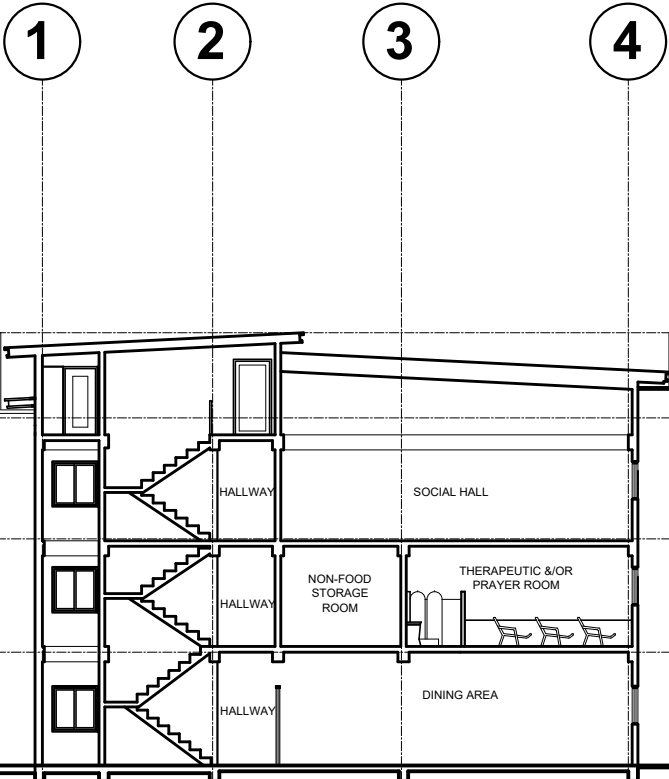 1 2 3 4
HALLWAY
SOCIAL HALL
HALLWAY
NON-FOOD
STORAGE
ROOM
THERAPEUTIC &/OR
PRAYER ROOM
HALLWAY
DINING AREA